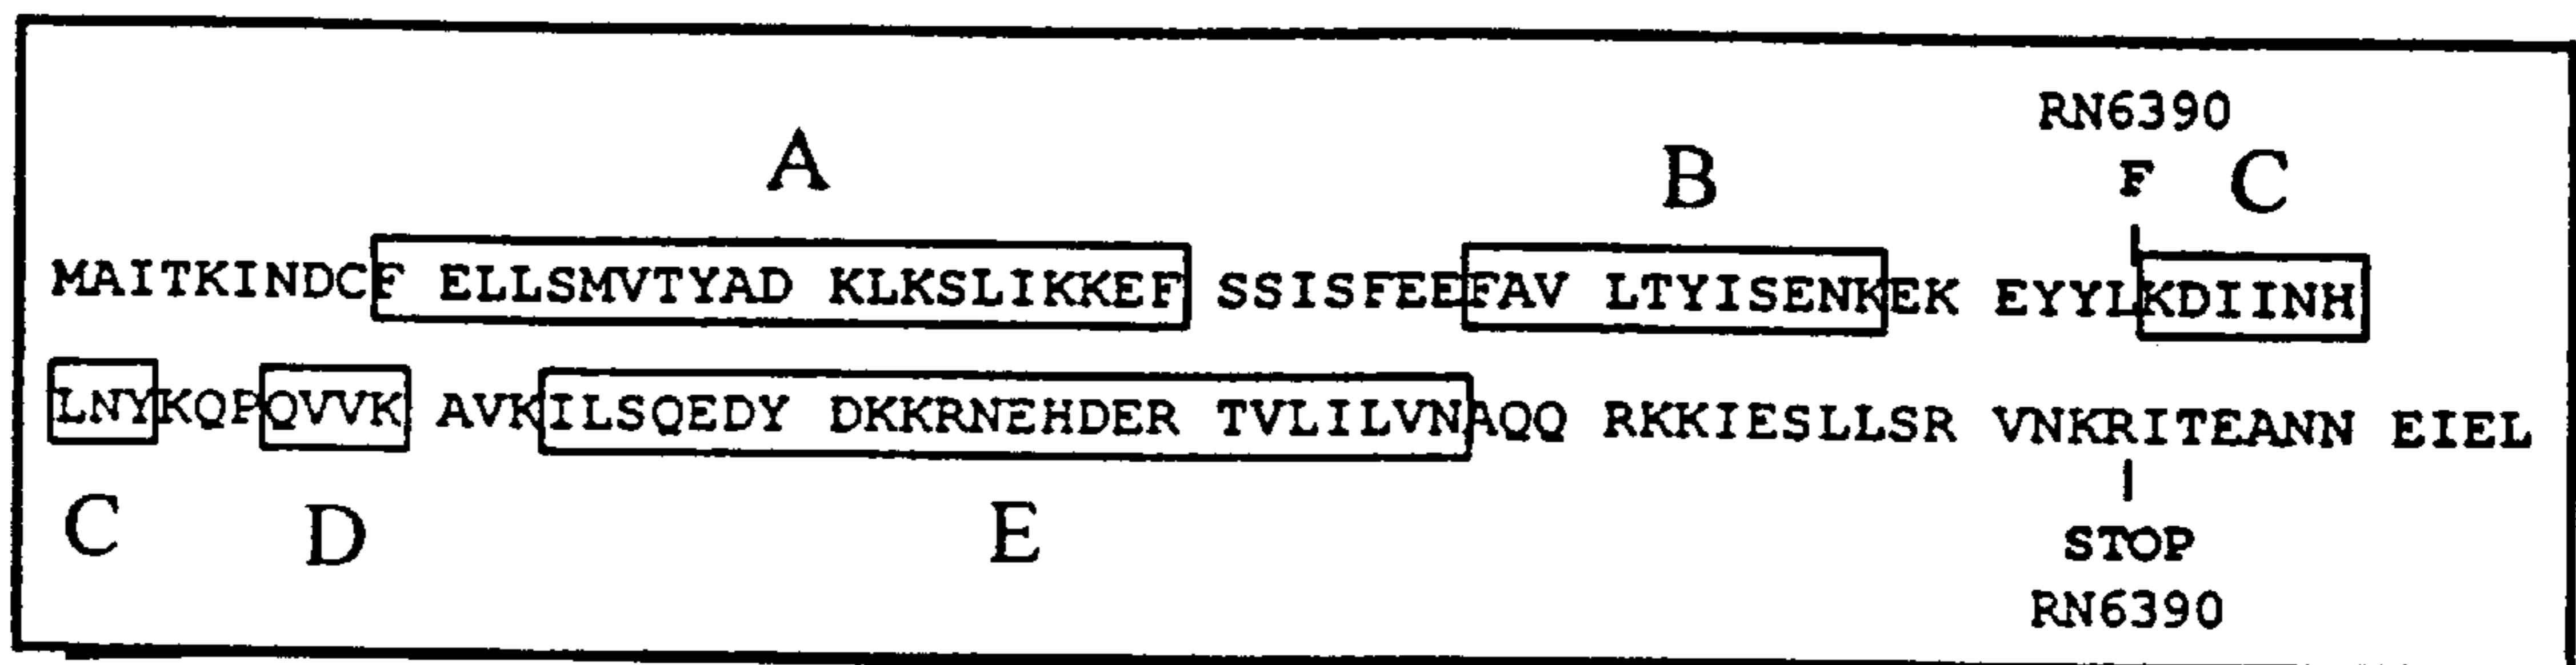 RN6390
A B F C
MAITKINDCF ELLSMVTYAD KLKSLIKKEF SSISFEEFAV LTYISENKEK EYYLKDIINH
LNYKQPQVVK AVKILSQEDY DKKRNEHDER TVLILVNAQQ RKKIESLLSR VNKRITEANN EIEL
C D E STOP
RN6390